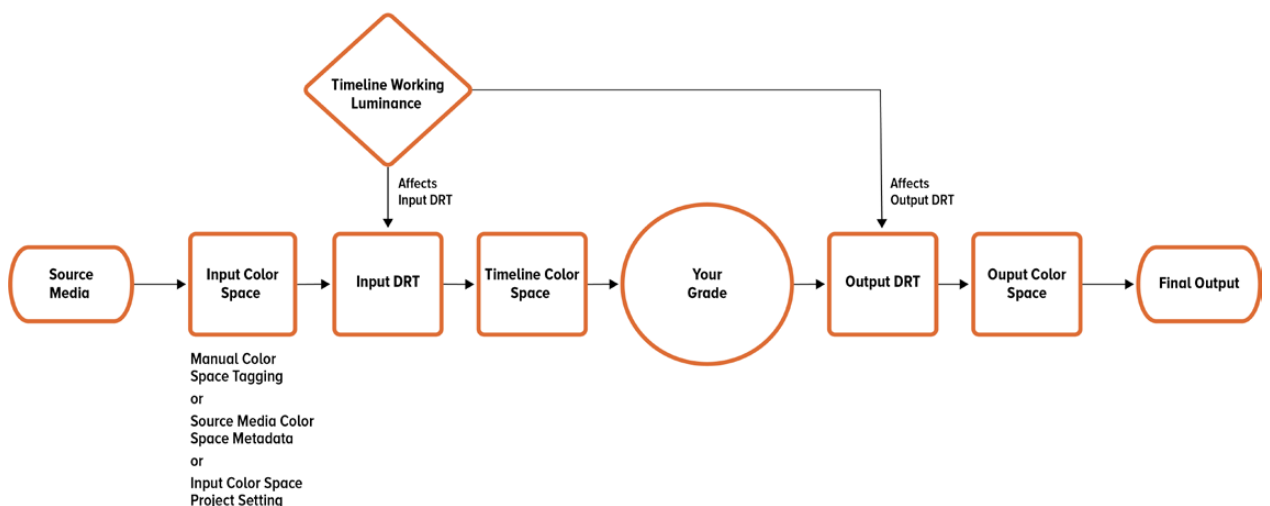 Timeline Working
Luminance
Affects
Input DRT
Affects
Output DRT
Source
Media
Input Color
Space
Input DRT
Timeline Color
Space
Your
Grade
Output DRT
Ouput Color
Space
Final Output
Manual Color
Space Tagging
or
Source Media Color
Space Metadata
or
Input Color Space
Project Setting